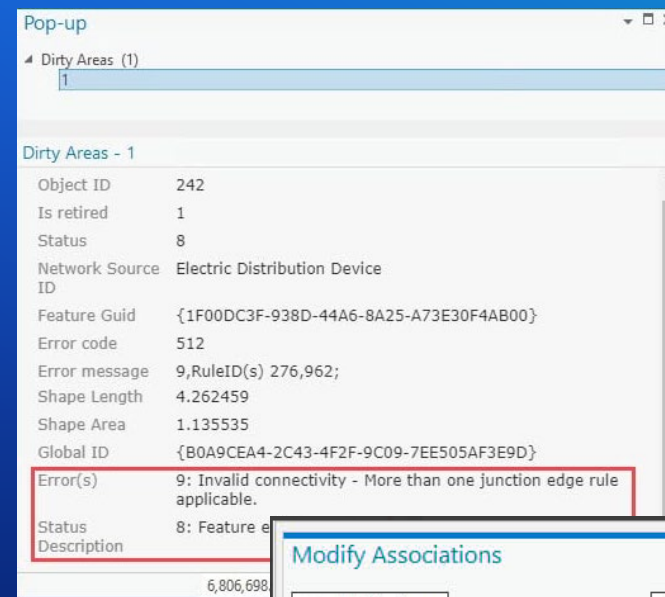 Pop-up
Dirty Areas (1)
1
Dirty Areas - 1
Object ID 242
Is retired 1
Status 8
Network Source ID Electric Distribution Device
Feature Guid {1F00DC3F-938D-44A6-8A25-A73E30F4AB00}
Error code 512
Error message 9,RuleID(s) 276,962;
Shape Length 4.262459
Shape Area 1.135535
Global ID {B0A9CEA4-2C43-4F2F-9C09-7EE505AF3E9D}
Error(s) 9: Invalid connectivity - More than one junction edge rule
applicable.
Status Description 8: Feature e
6,806,698.
Modify Associations